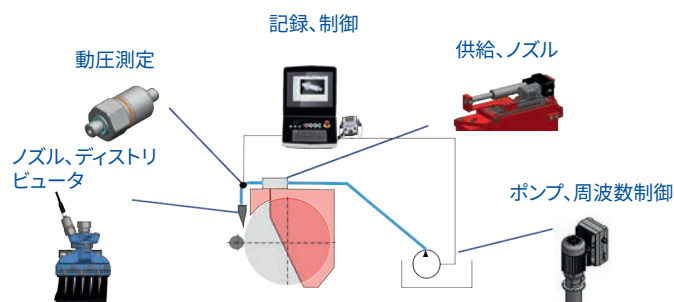 記録、制御
動圧測定
供給、ノズル
ノズル、ディストリ
ビュータ
ポンプ、周波数制御